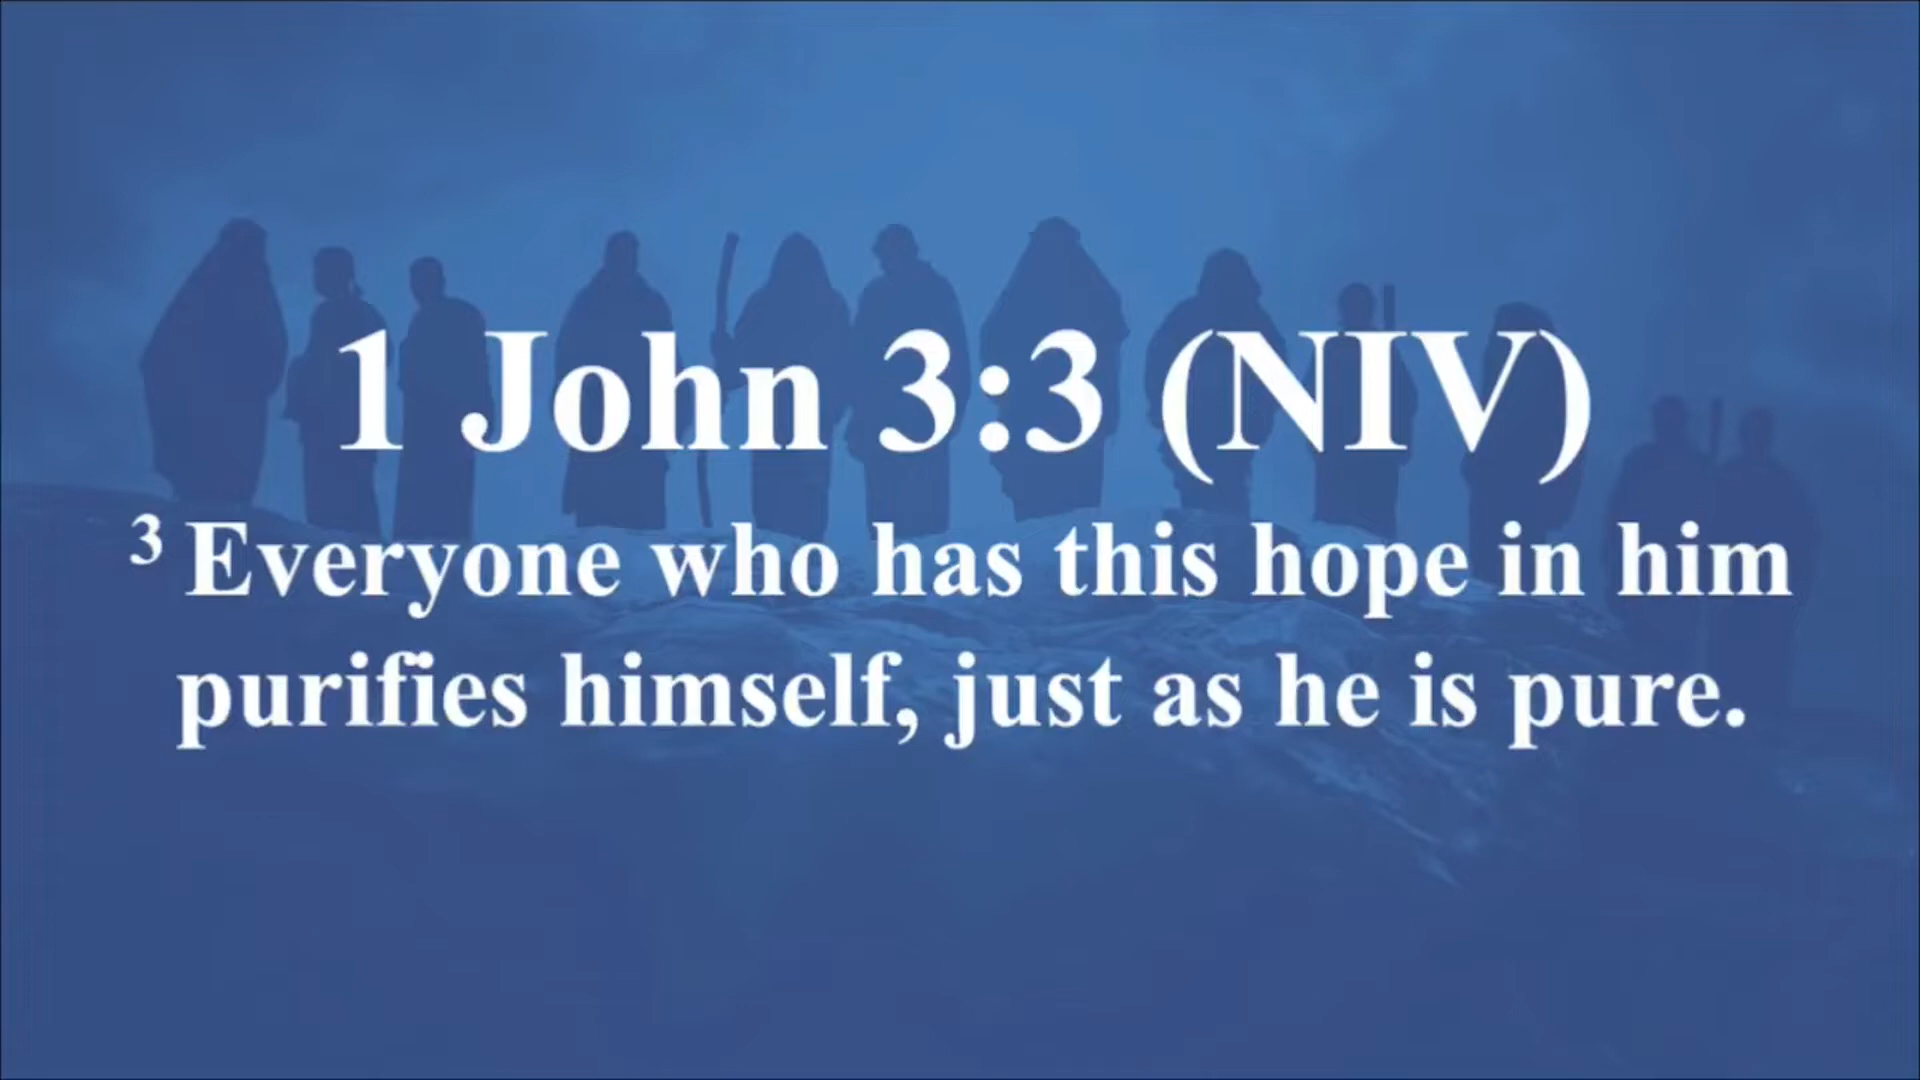 1 John 3:3 (NIV)
3 Everyone who has this hope in him
purifies himself, just as he is pure.